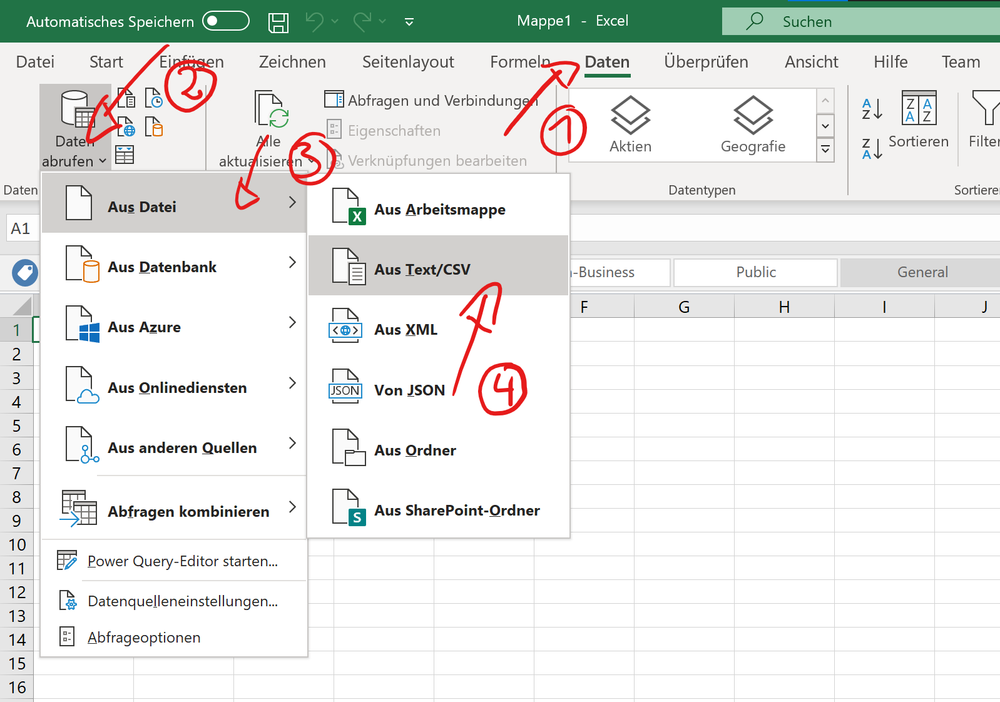 Automatisches Speichern
Mappe1 - Excel
Suchen
Datei Start Einfügen Zeichnen Seitenlayout Formeln Daten Überprüfen Ansicht Hilfe Team
2
1
3
4
Daten
abrufen
Alle
aktualisieren
Abfragen und Verbindungen
Eigenschaften
Verknüpfungen bearbeiten
Aktien
Geografie
Sortieren
Filter
Daten
Datentypen
Sortieren
A1
Aus Datei
Aus Datenbank
Aus Azure
Aus Onlinediensten
Aus anderen Quellen
Abfragen kombinieren
Power Query-Editor starten...
Datenquelleneinstellungen...
Abfrageoptionen
Aus Arbeitsmappe
Aus Text/CSV
Aus XML
JSON
Von JSON
Aus Ordner
Aus SharePoint-Ordner
-Business
Public
General
F G H I J
1
2
3
4
5
6
7
8
9
10
11
12
13
14
15
16